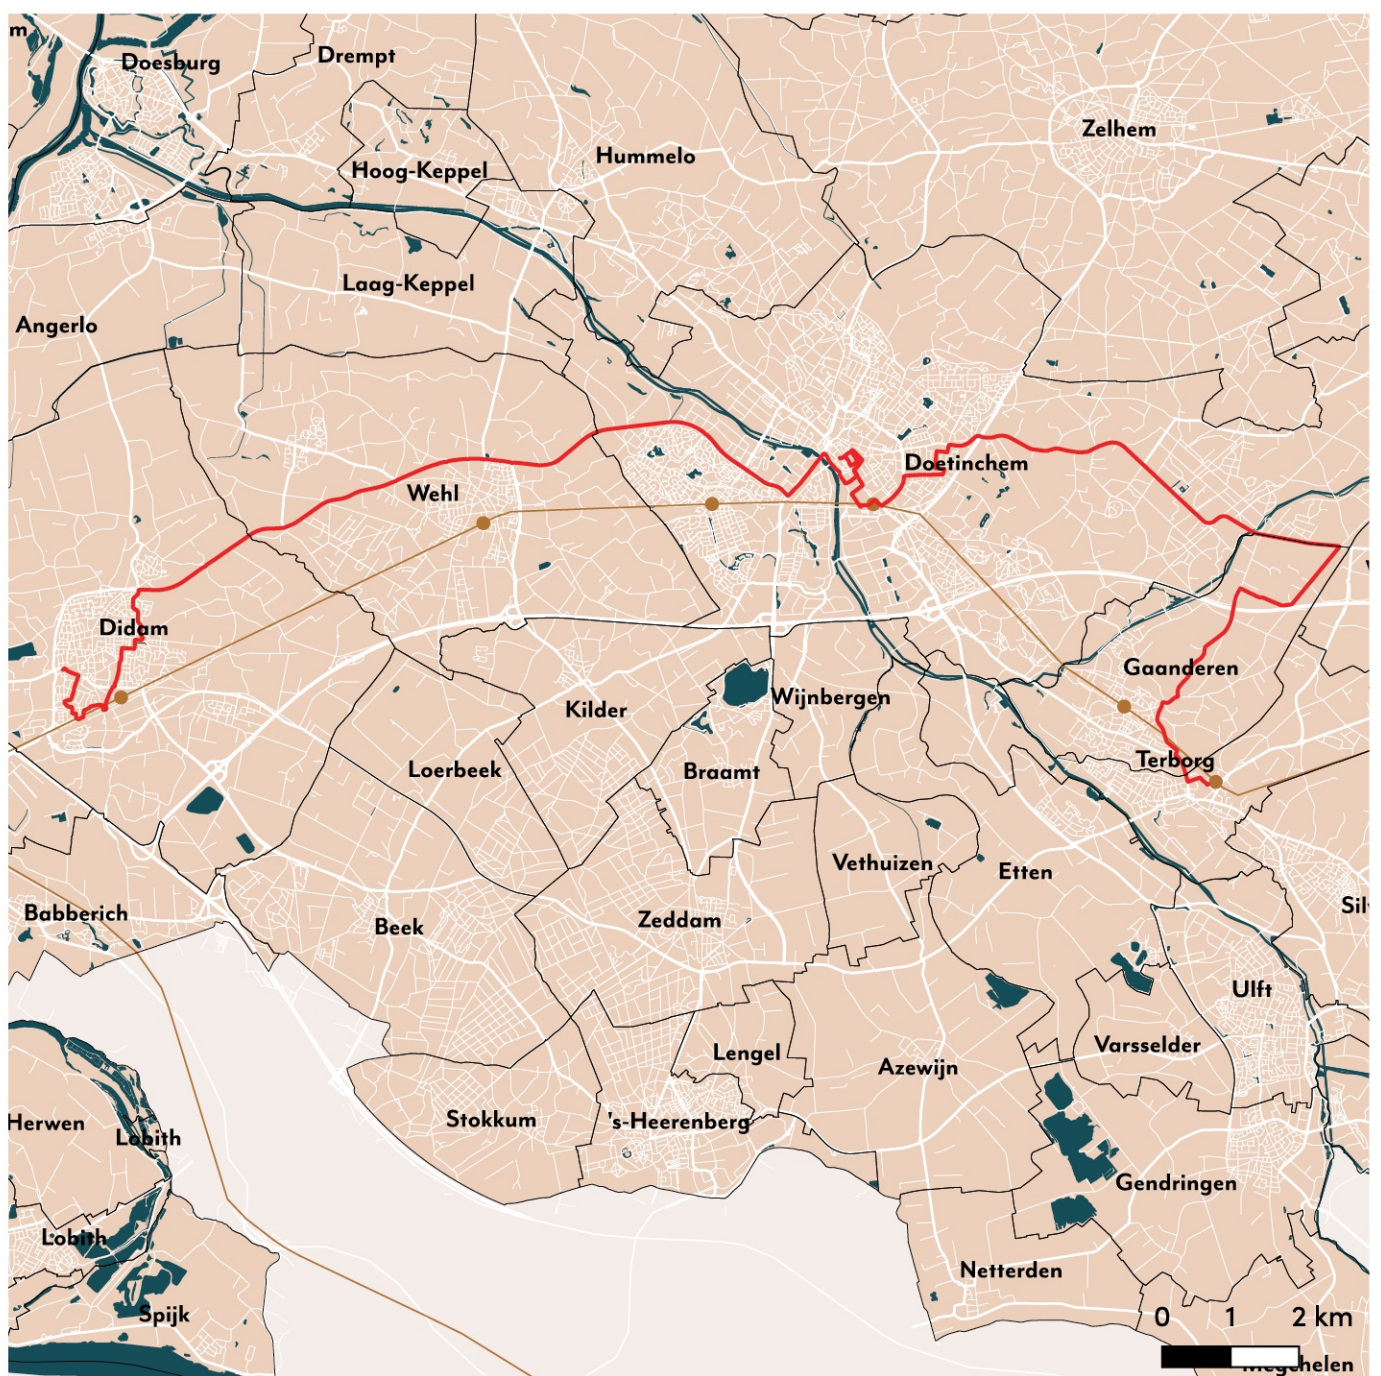 m
Doesburg
Drempt
Zelhem
Hummelo
Hoog-Keppel
Laag-Keppel
Angerlo
Doetinchem
Wehl
Didam
Gaanderen
Wijnbergen
Kilder
Terborg
Loerbeek
Braamt
Vethuizen
Etten
Sil
Babberich
Zeddam
Beek
Ulft
Varsselder
Lengel
Azewijn
Stokkum
's-Heerenberg
Herwen
Lobith
Gendringen
Lobith
Netterden
Spijk
0 1 2 km
Megchelen